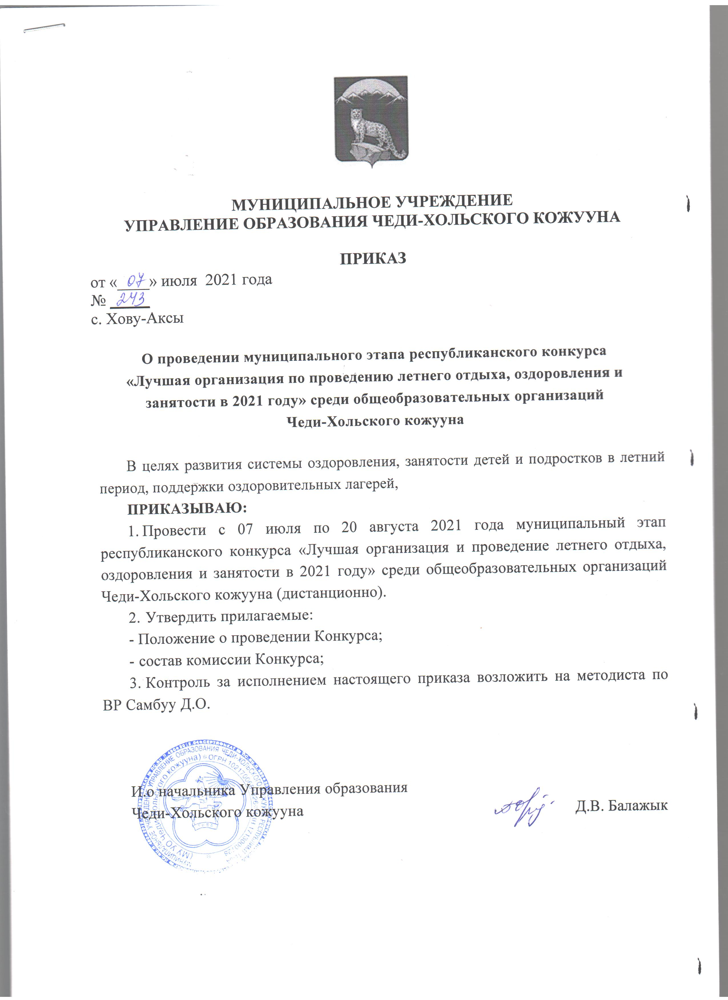 МУНИЦИПАЛЬНОЕ УЧРЕЖДЕНИЕ
УПРАВЛЕНИЕ ОБРАЗОВАНИЯ ЧЕДИ-ХОЛЬСКОГО КОЖУУНА
ПРИКАЗ
от « 07 » июля 2021 года
№ 243
с. Хову-Аксы
О проведении муниципального этапа республиканского конкурса
«Лучшая организация по проведению летнего отдыха, оздоровления и
занятости в 2021 году» среди общеобразовательных организаций
Чеди-Хольского кожууна
В целях развития системы оздоровления, занятости детей и подростков в летний
период, поддержки оздоровительных лагерей,
ПРИКАЗЫВАЮ:
1. Провести с 07 июля по 20 августа 2021 года муниципальный этап
республиканского конкурса «Лучшая организация и проведение летнего отдыха,
оздоровления и занятости в 2021 году» среди общеобразовательных организаций
Чеди-Хольского кожууна (дистанционно).
2. Утвердить прилагаемые:
- Положение о проведении Конкурса;
- состав комиссии Конкурса;
3. Контроль за исполнением настоящего приказа возложить на методиста по
ВР Самбуу Д.О.
И.о начальника Управления образования
Чеди-Хольского кожууна
Д.В. Балажык
МУНИЦИПАЛЬНОЕ УЧРЕЖДЕНИЕ УПРАВЛЕНИЕ ОБРАЗОВАНИЯ ЧЕДИ-ХОЛЬСКОГО
(МУ УО Чеди-Хольского кожууна) * ОГРН